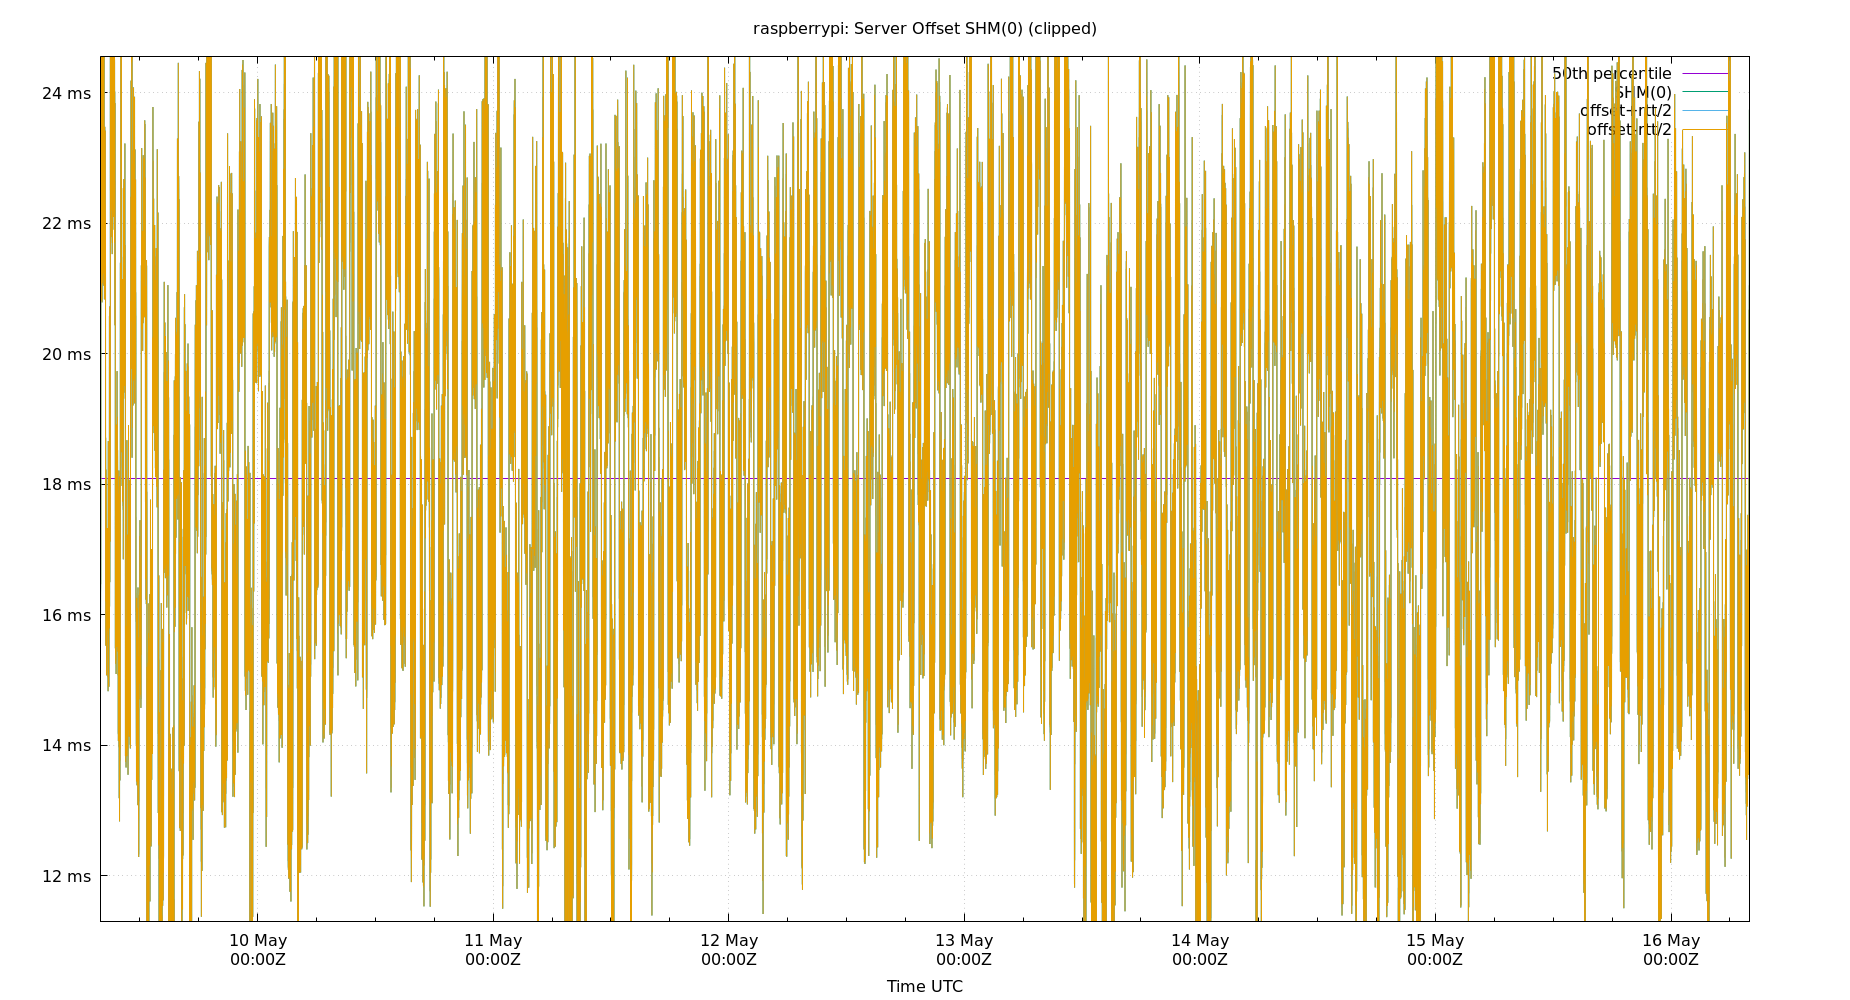 raspberrypi: Server Offset SHM(0) (clipped)
24 ms
22 ms
20 ms
18 ms
16 ms
14 ms
12 ms
50th percentile
SHM(0)
offset+rtt/2
offset-rtt/2
10 May
00:00Z
11 May
00:00Z
12 May
00:00Z
13 May
00:00Z
14 May
00:00Z
15 May
00:00Z
16 May
00:00Z
Time UTC